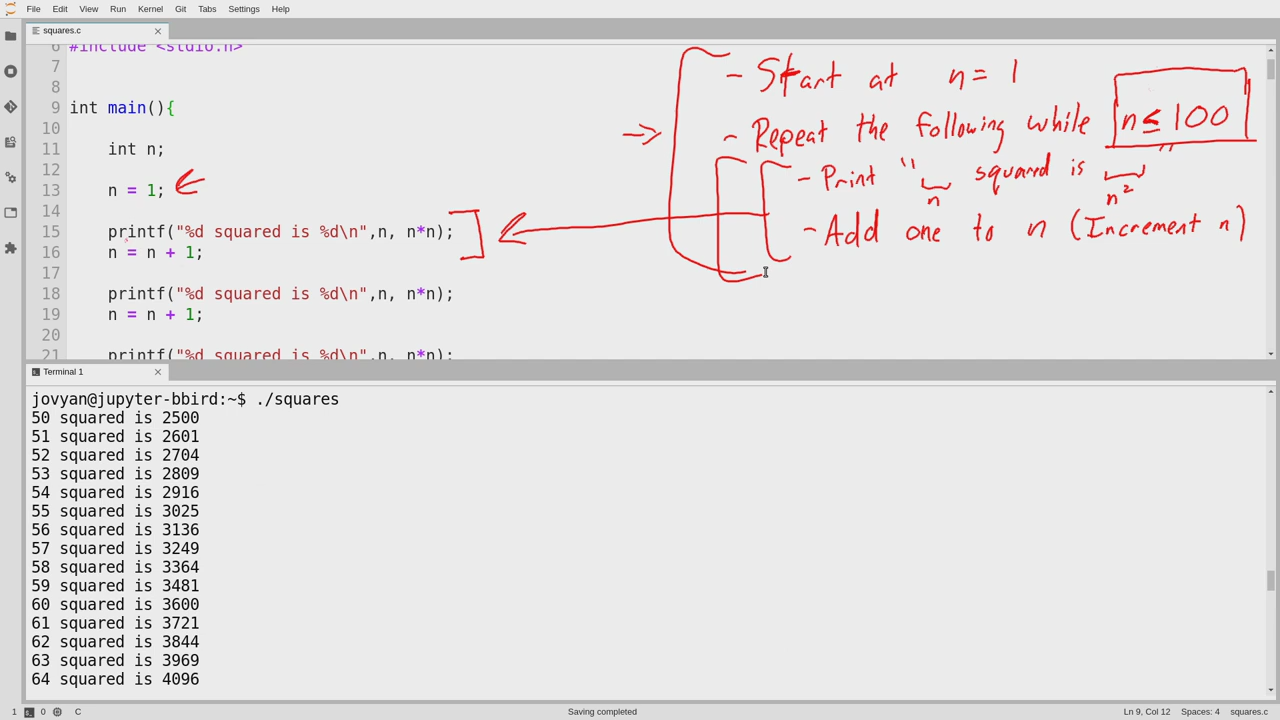 File Edit View Run Kernel Git Tabs Settings Help
squares.c
6 #include <stdio.h>
7
8
9 int main(){
10
11 int n;
12
13 n = 1;
14
15 printf("%d squared is %d\n",n, n*n);
16 n = n + 1;
17
18 printf("%d squared is %d\n",n, n*n);
19 n = n + 1;
20
21 printf("%d squared is %d\n",n, n*n);
- Start at n = 1
- Repeat the following while n ≤ 100
- Print " n squared is n² "
- Add one to n (Increment n)
Terminal 1
jovyan@jupyter-bbird:~$ ./squares
50 squared is 2500
51 squared is 2601
52 squared is 2704
53 squared is 2809
54 squared is 2916
55 squared is 3025
56 squared is 3136
57 squared is 3249
58 squared is 3364
59 squared is 3481
60 squared is 3600
61 squared is 3721
62 squared is 3844
63 squared is 3969
64 squared is 4096
1 0 C Saving completed Ln 9, Col 12 Spaces: 4 squares.c